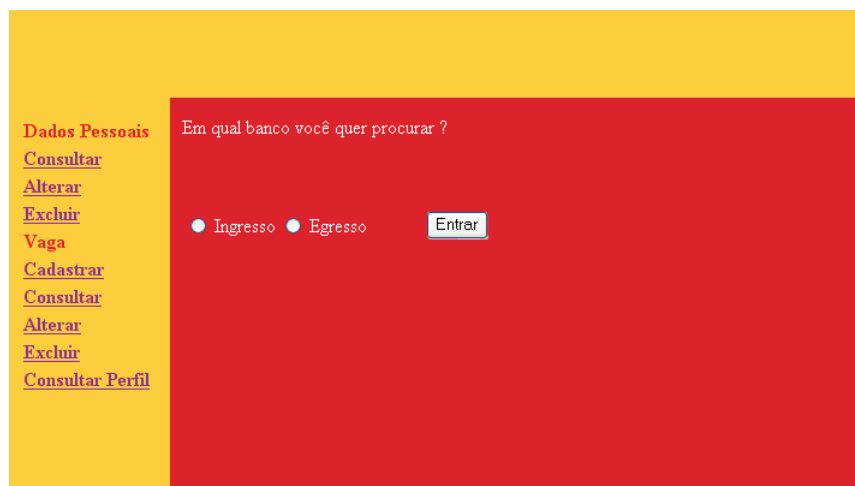 Dados Pessoais
Consultar
Alterar
Excluir
Vaga
Cadastrar
Consultar
Alterar
Excluir
Consultar Perfil
Em qual banco você quer procurar ?
Ingresso Egresso Entrar